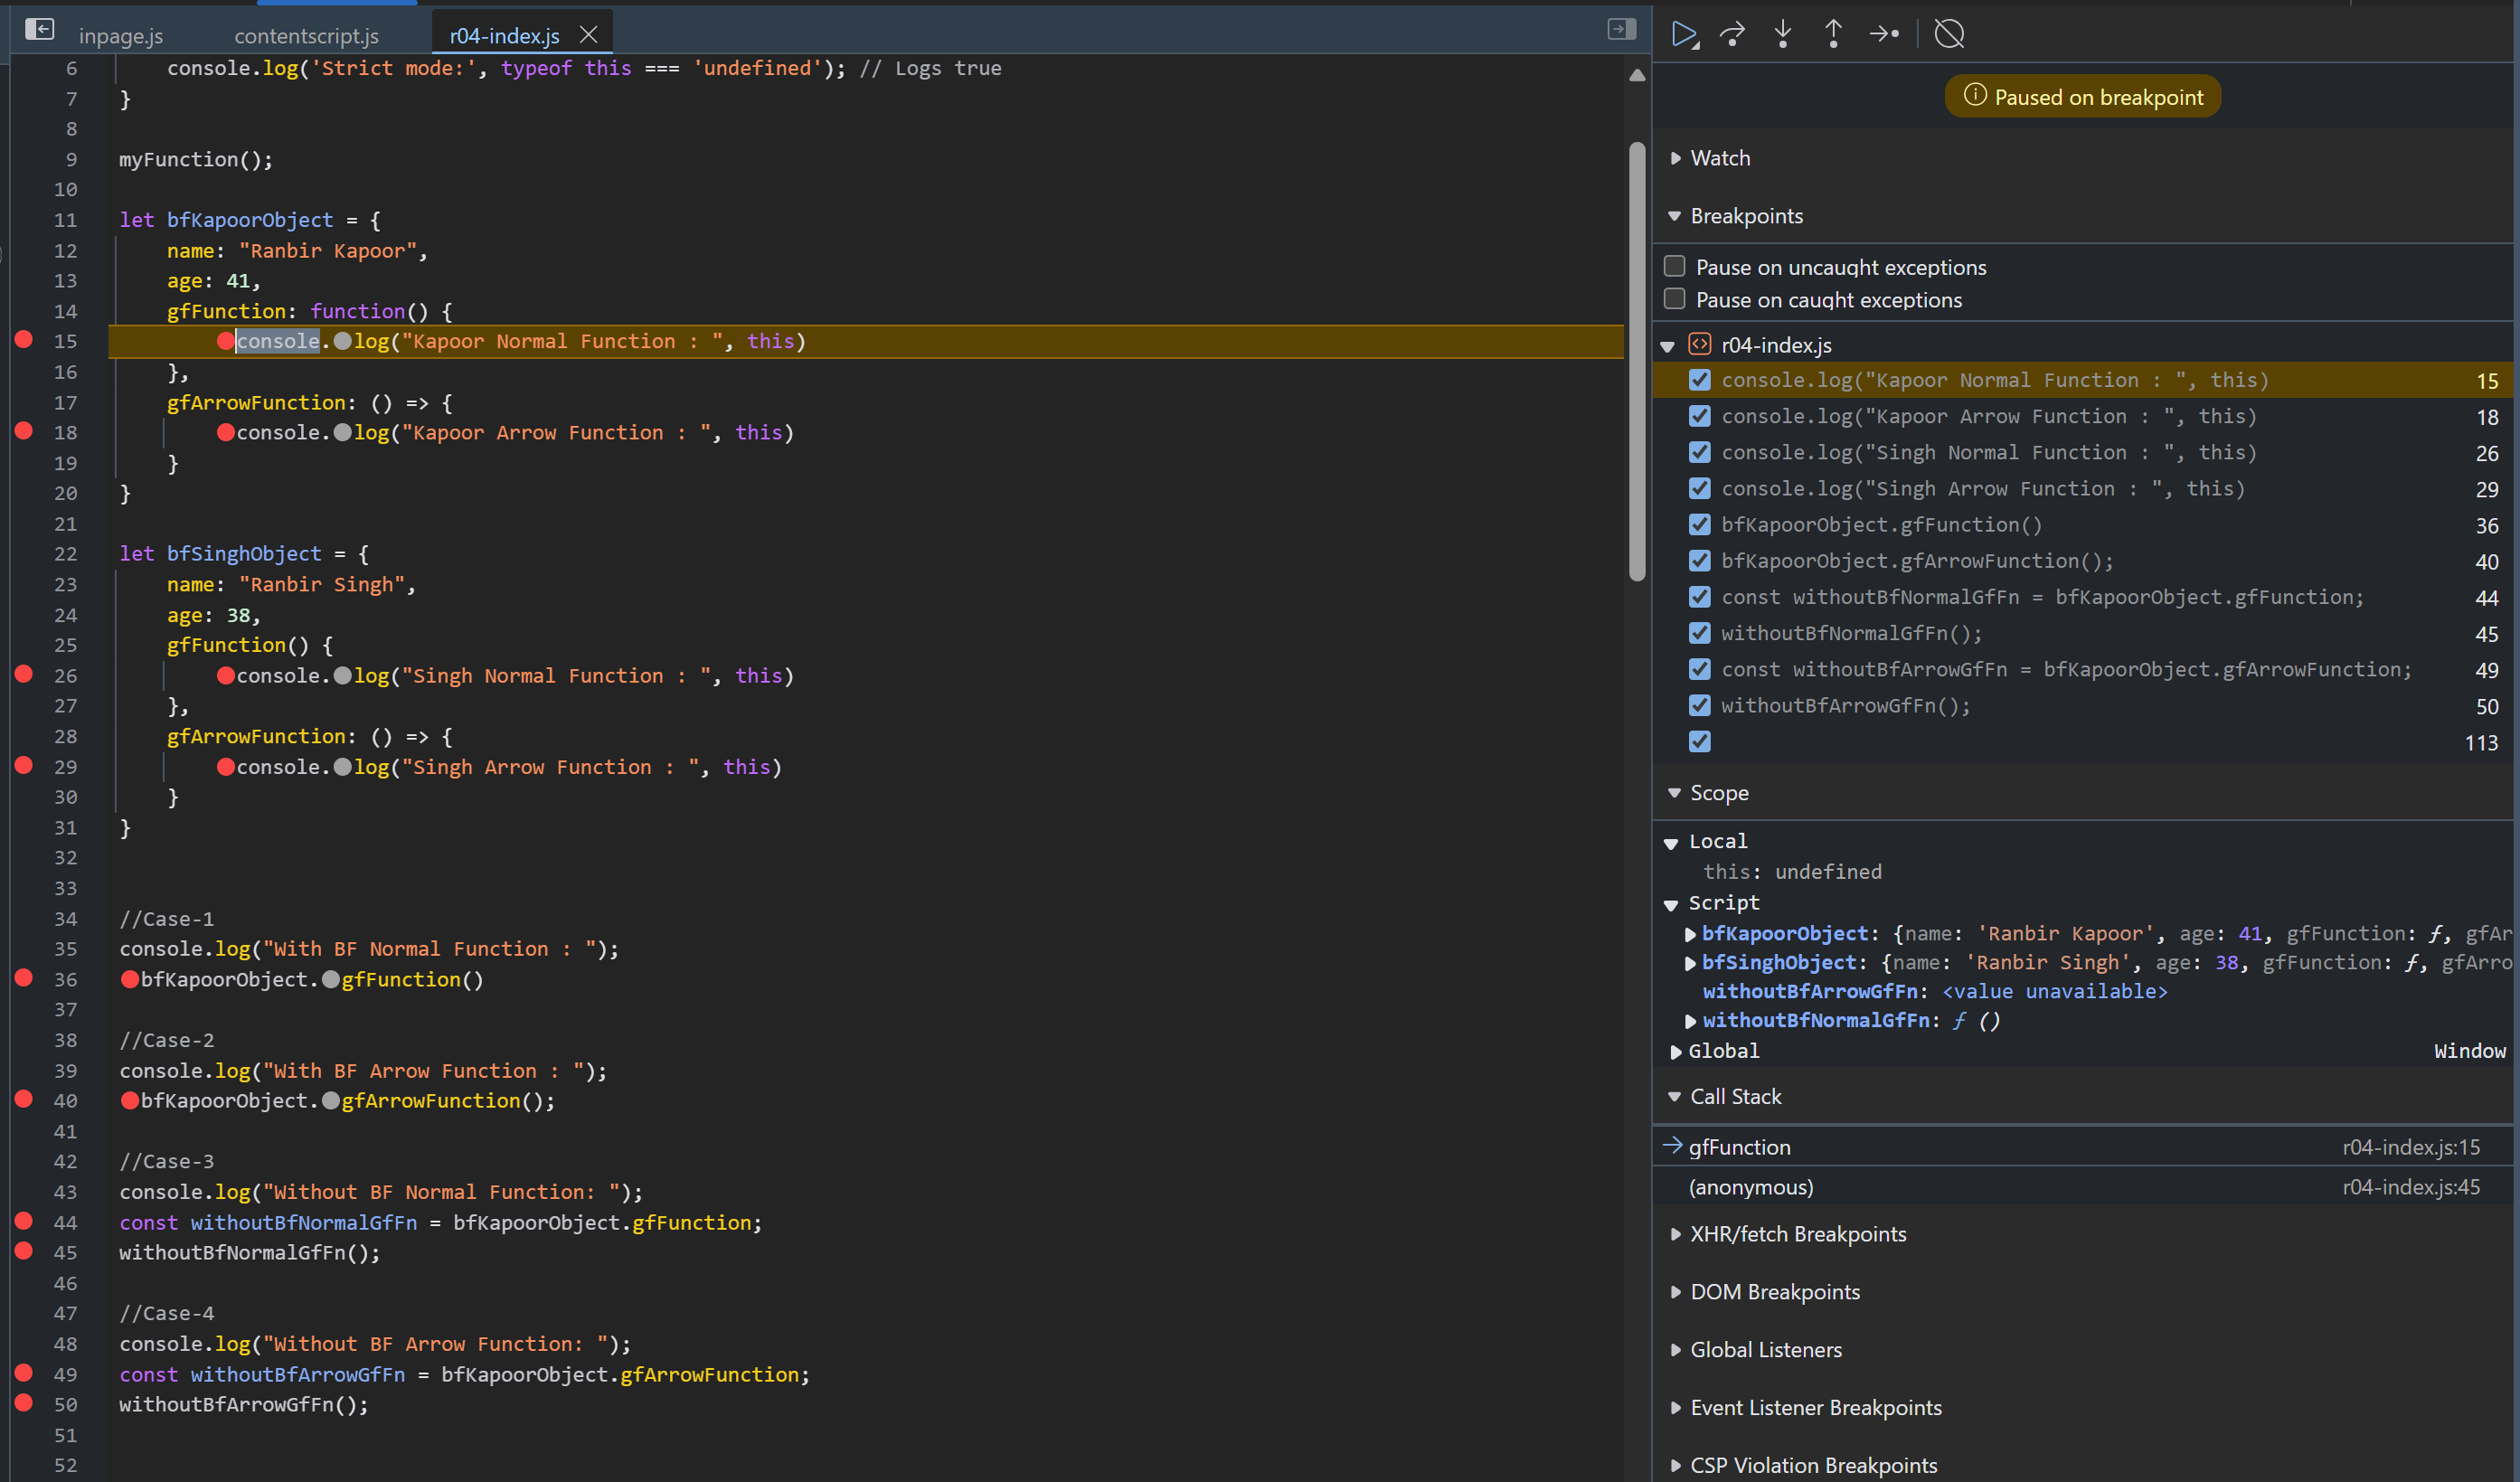 inpage.js
contentscript.js
r04-index.js
6 console.log('Strict mode:', typeof this === 'undefined'); // Logs true
7 }
8
9 myFunction();
10
11 let bfKapoorObject = {
12 name: "Ranbir Kapoor",
13 age: 41,
14 gfFunction: function() {
15 console.log("Kapoor Normal Function : ", this)
16 },
17 gfArrowFunction: () => {
18 console.log("Kapoor Arrow Function : ", this)
19 }
20 }
21
22 let bfSinghObject = {
23 name: "Ranbir Singh",
24 age: 38,
25 gfFunction() {
26 console.log("Singh Normal Function : ", this)
27 },
28 gfArrowFunction: () => {
29 console.log("Singh Arrow Function : ", this)
30 }
31 }
32
33
34 //Case-1
35 console.log("With BF Normal Function : ");
36 bfKapoorObject.gfFunction()
37
38 //Case-2
39 console.log("With BF Arrow Function : ");
40 bfKapoorObject.gfArrowFunction();
41
42 //Case-3
43 console.log("Without BF Normal Function: ");
44 const withoutBfNormalGfFn = bfKapoorObject.gfFunction;
45 withoutBfNormalGfFn();
46
47 //Case-4
48 console.log("Without BF Arrow Function: ");
49 const withoutBfArrowGfFn = bfKapoorObject.gfArrowFunction;
50 withoutBfArrowGfFn();
51
52
Paused on breakpoint
Watch
Breakpoints
Pause on uncaught exceptions
Pause on caught exceptions
r04-index.js
console.log("Kapoor Normal Function : ", this) 15
console.log("Kapoor Arrow Function : ", this) 18
console.log("Singh Normal Function : ", this) 26
console.log("Singh Arrow Function : ", this) 29
bfKapoorObject.gfFunction() 36
bfKapoorObject.gfArrowFunction(); 40
const withoutBfNormalGfFn = bfKapoorObject.gfFunction; 44
withoutBfNormalGfFn(); 45
const withoutBfArrowGfFn = bfKapoorObject.gfArrowFunction; 49
withoutBfArrowGfFn(); 50
113
Scope
Local
this: undefined
Script
bfKapoorObject: {name: 'Ranbir Kapoor', age: 41, gfFunction: ƒ, gfAr
bfSinghObject: {name: 'Ranbir Singh', age: 38, gfFunction: ƒ, gfArro
withoutBfArrowGfFn: <value unavailable>
withoutBfNormalGfFn: ƒ ()
Global Window
Call Stack
gfFunction r04-index.js:15
(anonymous) r04-index.js:45
XHR/fetch Breakpoints
DOM Breakpoints
Global Listeners
Event Listener Breakpoints
CSP Violation Breakpoints